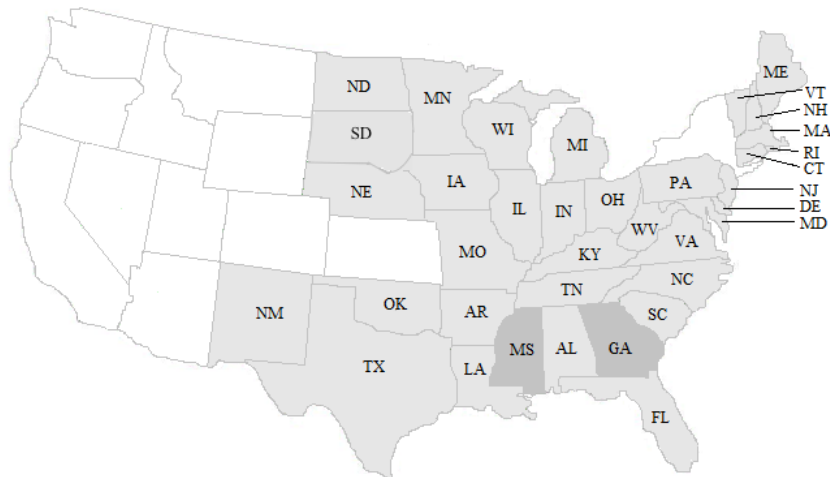 ME
VT
ND
MN
NH
MA
SD
WI
MI
RI
CT
PA
NJ
NE
IA
IL
IN
OH
DE
MD
WV
VA
MO
KY
NC
TN
NM
OK
AR
SC
MS
AL
GA
TX
LA
FL